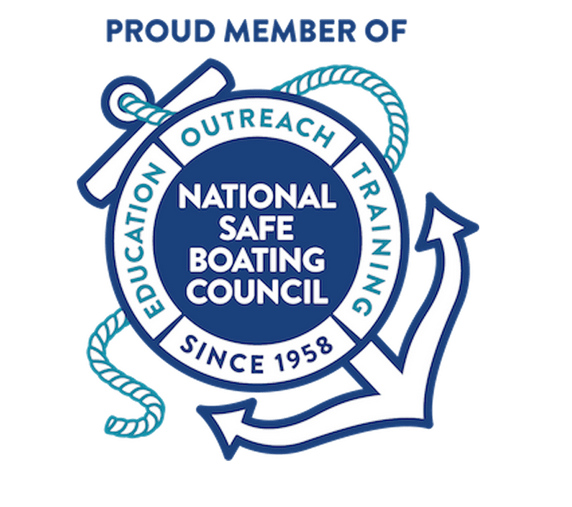 PROUD MEMBER OF
OUTREACH
EDUCATION
TRAINING
NATIONAL
SAFE
BOATING
COUNCIL
SINCE 1958